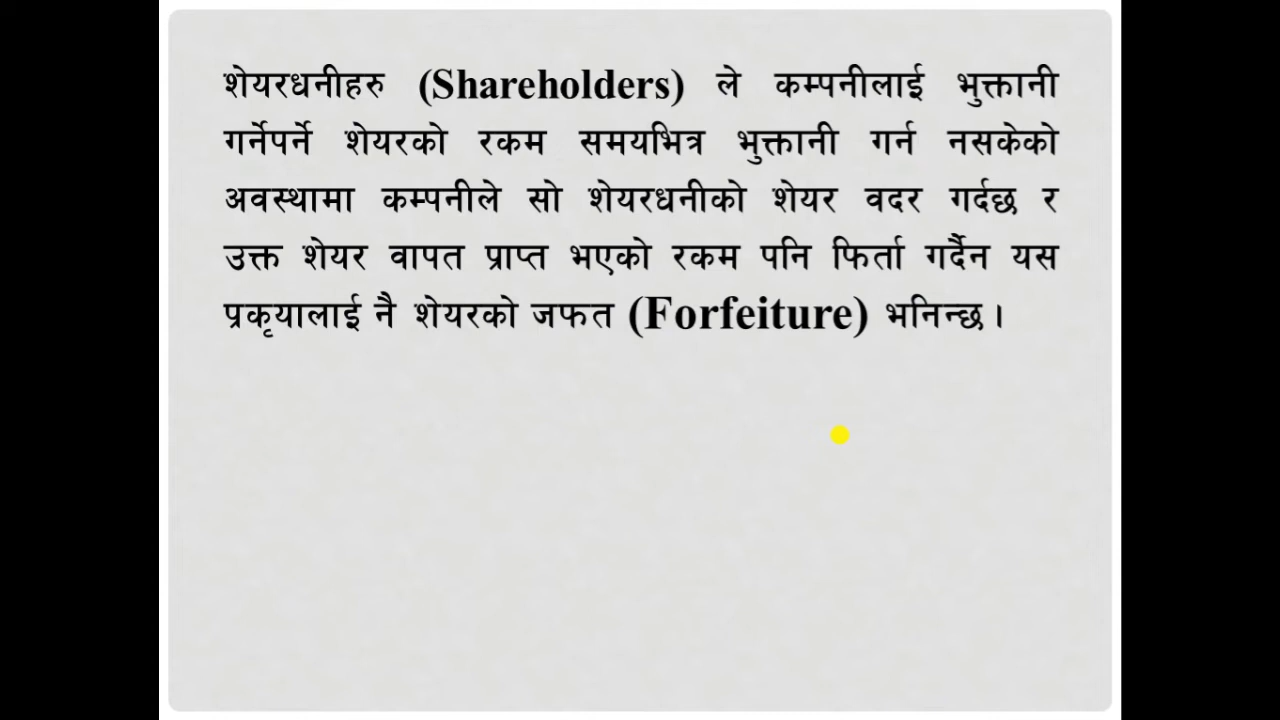 शेयरधनीहरु (Shareholders) ले कम्पनीलाई भुक्तानी
गर्नेपर्ने शेयरको रकम समयभित्र भुक्तानी गर्न नसकेको
अवस्थामा कम्पनीले सो शेयरधनीको शेयर वदर गर्दछ र
उक्त शेयर वापत प्राप्त भएको रकम पनि फिर्ता गर्दैन यस
प्रकृयालाई नै शेयरको जफत (Forfeiture) भनिन्छ ।